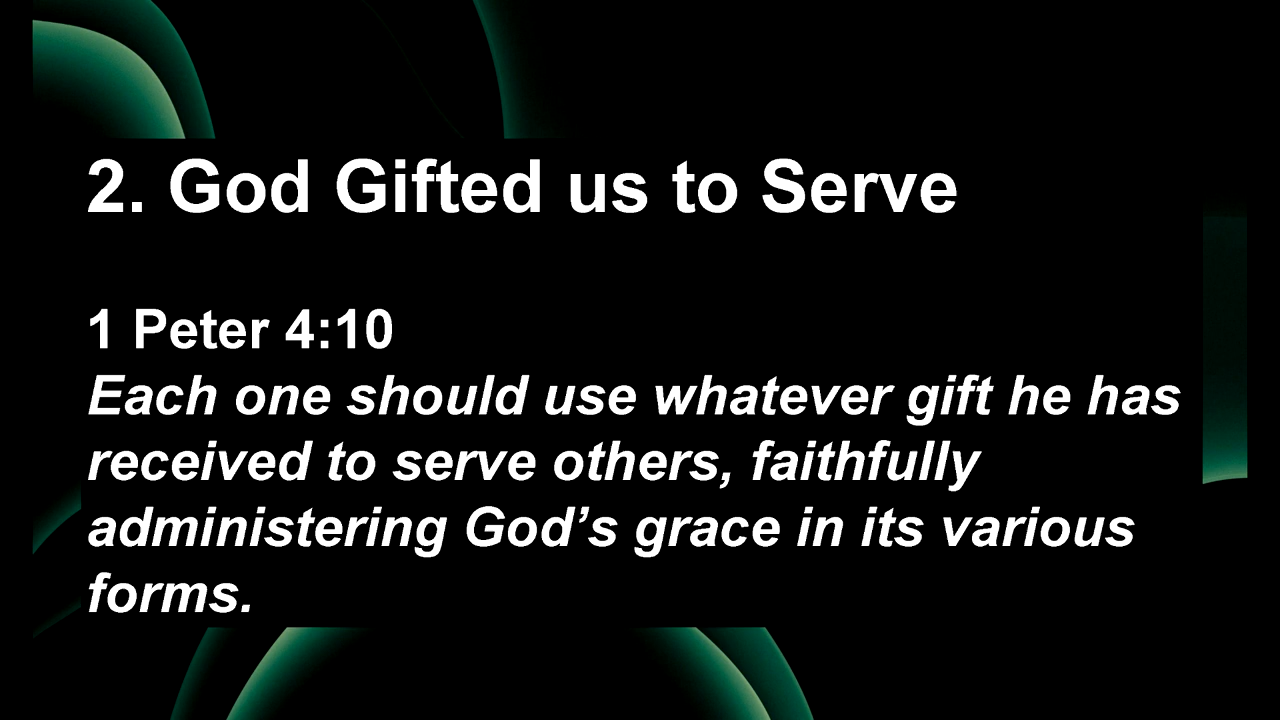 2. God Gifted us to Serve
1 Peter 4:10
Each one should use whatever gift he has
received to serve others, faithfully
administering God’s grace in its various
forms.